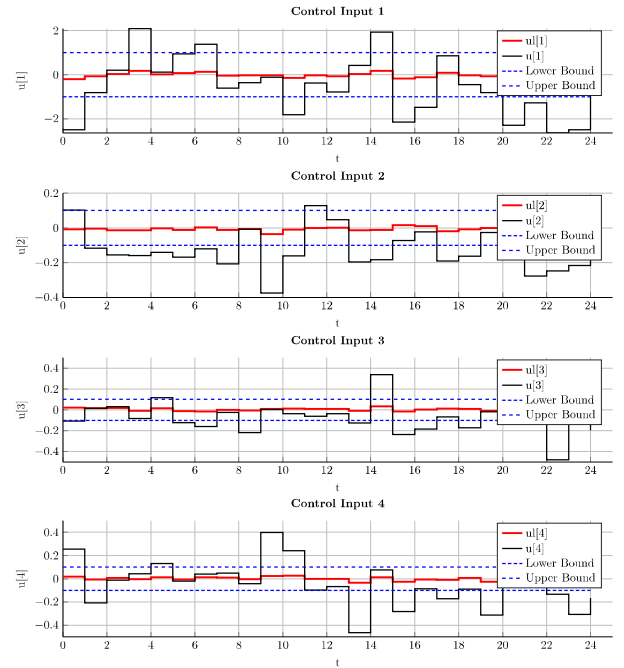 Control Input 1
2
0
−2
u[1]
ul[1]
u[1]
Lower Bound
Upper Bound
0 2 4 6 8 10 12 14 16 18 20 22 24
t
Control Input 2
0.2
0
−0.2
−0.4
u[2]
ul[2]
u[2]
Lower Bound
Upper Bound
0 2 4 6 8 10 12 14 16 18 20 22 24
t
Control Input 3
0.4
0.2
0
−0.2
−0.4
u[3]
ul[3]
u[3]
Lower Bound
Upper Bound
0 2 4 6 8 10 12 14 16 18 20 22 24
t
Control Input 4
0.4
0.2
0
−0.2
−0.4
u[4]
ul[4]
u[4]
Lower Bound
Upper Bound
0 2 4 6 8 10 12 14 16 18 20 22 24
t